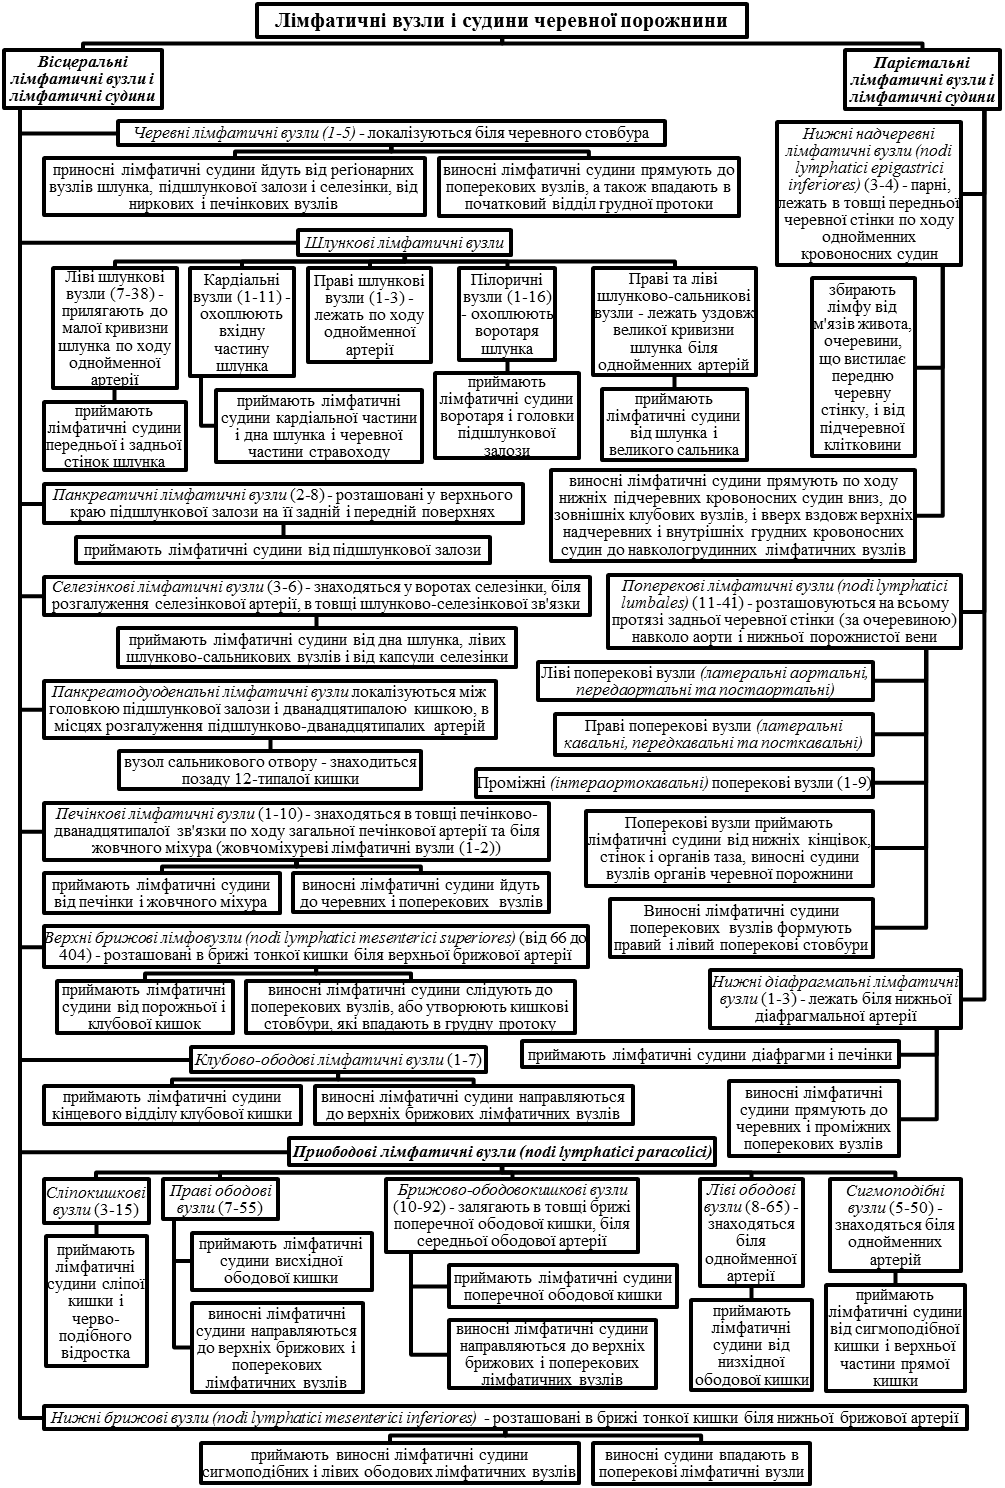 Лімфатичні вузли і судини черевної порожнини
Вісцеральні
лімфатичні вузли і
лімфатичні судини
Парієтальні
лімфатичні вузли і
лімфатичні судини
Черевні лімфатичні вузли (1-5) - локалізуються біля черевного стовбура
приносні лімфатичні судини йдуть від регіонарних
вузлів шлунка, підшлункової залози і селезінки, від
ниркових і печінкових вузлів
виносні лімфатичні судини прямують до
поперекових вузлів, а також впадають в
початковий відділ грудної протоки
Шлункові лімфатичні вузли
Ліві шлункові
вузли (7-38) -
прилягають до
малої кривизни
шлунка по ходу
однойменної
артерії
приймають
лімфатичні судини
передньої і задньої
стінок шлунка
Кардіальні
вузли (1-11) -
охоплюють
вхідну
частину
шлунка
приймають лімфатичні
судини кардіальної частини
і дна шлунка і черевної
частини стравоходу
Праві шлункові
вузли (1-3) -
лежать по ходу
однойменної
артерії
Пілоричні
вузли (1-16)
- охоплюють
воротаря
шлунка
приймають
лімфатичні судини
воротаря і головки
підшлункової
залози
Праві та ліві
шлунково-сальникові
вузли - лежать уздовж
великої кривизни
шлунка біля
однойменних артерій
приймають
лімфатичні судини
від шлунка і
великого сальника
Панкреатичні лімфатичні вузли (2-8) - розташовані у верхнього
краю підшлункової залози на її задній і передній поверхнях
приймають лімфатичні судини від підшлункової залози
Селезінкові лімфатичні вузли (3-6) - знаходяться у воротах селезінки, біля
розгалуження селезінкової артерії, в товщі шлунково-селезінкової зв'язки
приймають лімфатичні судини від дна шлунка, лівих
шлунково-сальникових вузлів і від капсули селезінки
Панкреатодуоденальні лімфатичні вузли локалізуються між
головкою підшлункової залози і дванадцятипалою кишкою, в
місцях розгалуження підшлунково-дванадцятипалих артерій
вузол сальникового отвору - знаходиться
позаду 12-типалої кишки
Печінкові лімфатичні вузли (1-10) - знаходяться в товщі печінково-
дванадцятипалої зв'язки по ходу загальної печінкової артерії та біля
жовчного міхура (жовчоміхуреві лімфатичні вузли (1-2))
приймають лімфатичні судини
від печінки і жовчного міхура
виносні лімфатичні судини йдуть
до черевних і поперекових вузлів
Верхні брижові лімфовузли (nodi lymphatici mesenterici superiores) (від 66 до
404) - розташовані в брижі тонкої кишки біля верхньої брижової артерії
приймають лімфатичні
судини від порожньої і
клубової кишок
виносні лімфатичні судини слідують до
поперекових вузлів, або утворюють кишкові
стовбури, які впадають в грудну протоку
Клубово-ободові лімфатичні вузли (1-7)
приймають лімфатичні судини
кінцевого відділу клубової кишки
виносні лімфатичні судини направляються
до верхніх брижових лімфатичних вузлів
Нижні надчеревні
лімфатичні вузли (nodi
lymphatici epigastrici
inferiores) (3-4) - парні,
лежать в товщі передньої
черевної стінки по ходу
однойменних
кровоносних судин
збирають
лімфу від
м'язів живота,
очеревини,
що вистилає
передню
черевну
стінку, і від
підчеревної
клітковини
виносні лімфатичні судини прямують по ходу
нижніх підчеревних кровоносних судин вниз, до
зовнішніх клубових вузлів, і вверх вздовж верхніх
надчеревних і внутрішніх грудних кровоносних
судин до навкологрудинних лімфатичних вузлів
Поперекові лімфатичні вузли (nodi lymphatici
lumbales) (11-41) - розташовуються на всьому
протязі задньої черевної стінки (за очеревиною)
навколо аорти і нижньої порожнистої вени
Ліві поперекові вузли (латеральні аортальні,
передаортальні та постаортальні)
Праві поперекові вузли (латеральні
кавальні, передкавальні та посткавальні)
Проміжні (інтераортокавальні) поперекові вузли (1-9)
Поперекові вузли приймають
лімфатичні судини від нижніх кінцівок,
стінок і органів таза, виносні судини
вузлів органів черевної порожнини
Виносні лімфатичні судини
поперекових вузлів формують
правий і лівий поперекові стовбури
Нижні діафрагмальні лімфатичні
вузли (1-3) - лежать біля нижньої
діафрагмальної артерії
приймають лімфатичні судини діафрагми і печінки
виносні лімфатичні
судини прямують до
черевних і проміжних
поперекових вузлів
Приободові лімфатичні вузли (nodi lymphatici paracolici)
Сліпокишкові
вузли (3-15)
приймають
лімфатичні
судини сліпої
кишки і
черво-
подібного
відростка
Праві ободові
вузли (7-55)
приймають лімфатичні
судини висхідної
ободової кишки
виносні лімфатичні
судини направляються
до верхніх брижових і
поперекових
лімфатичних вузлів
Брижово-ободовокишкові вузли
(10-92) - залягають в товщі брижі
поперечної ободової кишки, біля
середньої ободової артерії
приймають лімфатичні судини
поперечної ободової кишки
виносні лімфатичні судини
направляються до верхніх
брижових і поперекових
лімфатичних вузлів
Ліві ободові
вузли (8-65) -
знаходяться
біля
однойменної
артерії
приймають
лімфатичні
судини від
низхідної
ободової кишки
Сигмоподібні
вузли (5-50) -
знаходяться біля
однойменних
артерій
приймають
лімфатичні судини
від сигмоподібної
кишки і верхньої
частини прямої
кишки
Нижні брижові вузли (nodi lymphatici mesenterici inferiores) - розташовані в брижі тонкої кишки біля нижньої брижової артерії
приймають виносні лімфатичні судини
сигмоподібних і лівих ободових лімфатичних вузлів
виносні судини впадають в
поперекові лімфатичні вузли